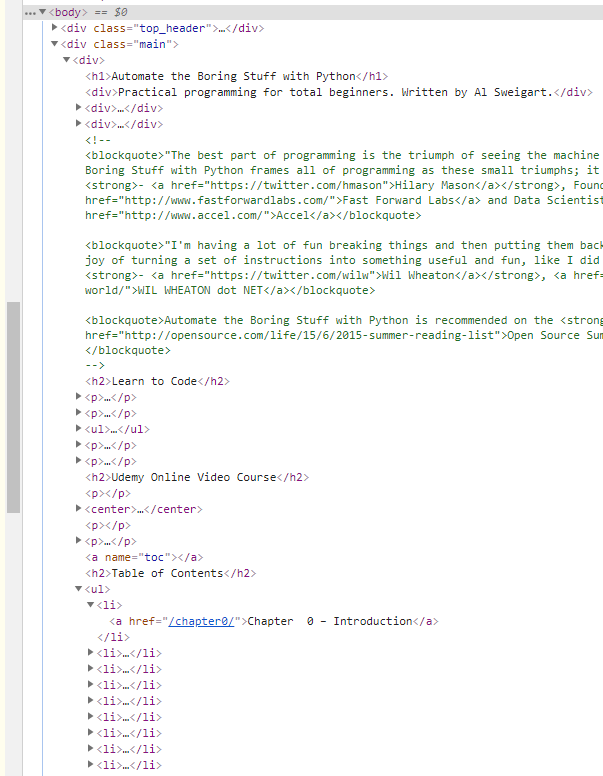 <body> == $0
<div class="top_header">…</div>
<div class="main">
<div>
<h1>Automate the Boring Stuff with Python</h1>
<div>Practical programming for total beginners. Written by Al Sweigart.</div>
<div>…</div>
<div>…</div>
<!--
<blockquote>"The best part of programming is the triumph of seeing the machine
Boring Stuff with Python frames all of programming as these small triumphs; it
<strong>- <a href="https://twitter.com/hmason">Hilary Mason</a></strong>, Foun
href="http://www.fastforwardlabs.com/">Fast Forward Labs</a> and Data Scientist
href="http://www.accel.com/">Accel</a></blockquote>
<blockquote>"I'm having a lot of fun breaking things and then putting them back
joy of turning a set of instructions into something useful and fun, like I did
<strong>- <a href="https://twitter.com/wilw">Wil Wheaton</a></strong>, <a href=
world/">WIL WHEATON dot NET</a></blockquote>
<blockquote>Automate the Boring Stuff with Python is recommended on the <strong
href="http://opensource.com/life/15/6/2015-summer-reading-list">Open Source Sum
</blockquote>
-->
<h2>Learn to Code</h2>
<p>…</p>
<p>…</p>
<ul>…</ul>
<p>…</p>
<p>…</p>
<h2>Udemy Online Video Course</h2>
<p></p>
<center>…</center>
<p></p>
<p>…</p>
<a name="toc"></a>
<h2>Table of Contents</h2>
<ul>
<li>
<a href="/chapter0/">Chapter  0 – Introduction</a>
</li>
<li>…</li>
<li>…</li>
<li>…</li>
<li>…</li>
<li>…</li>
<li>…</li>
<li>…</li>
<li>…</li>